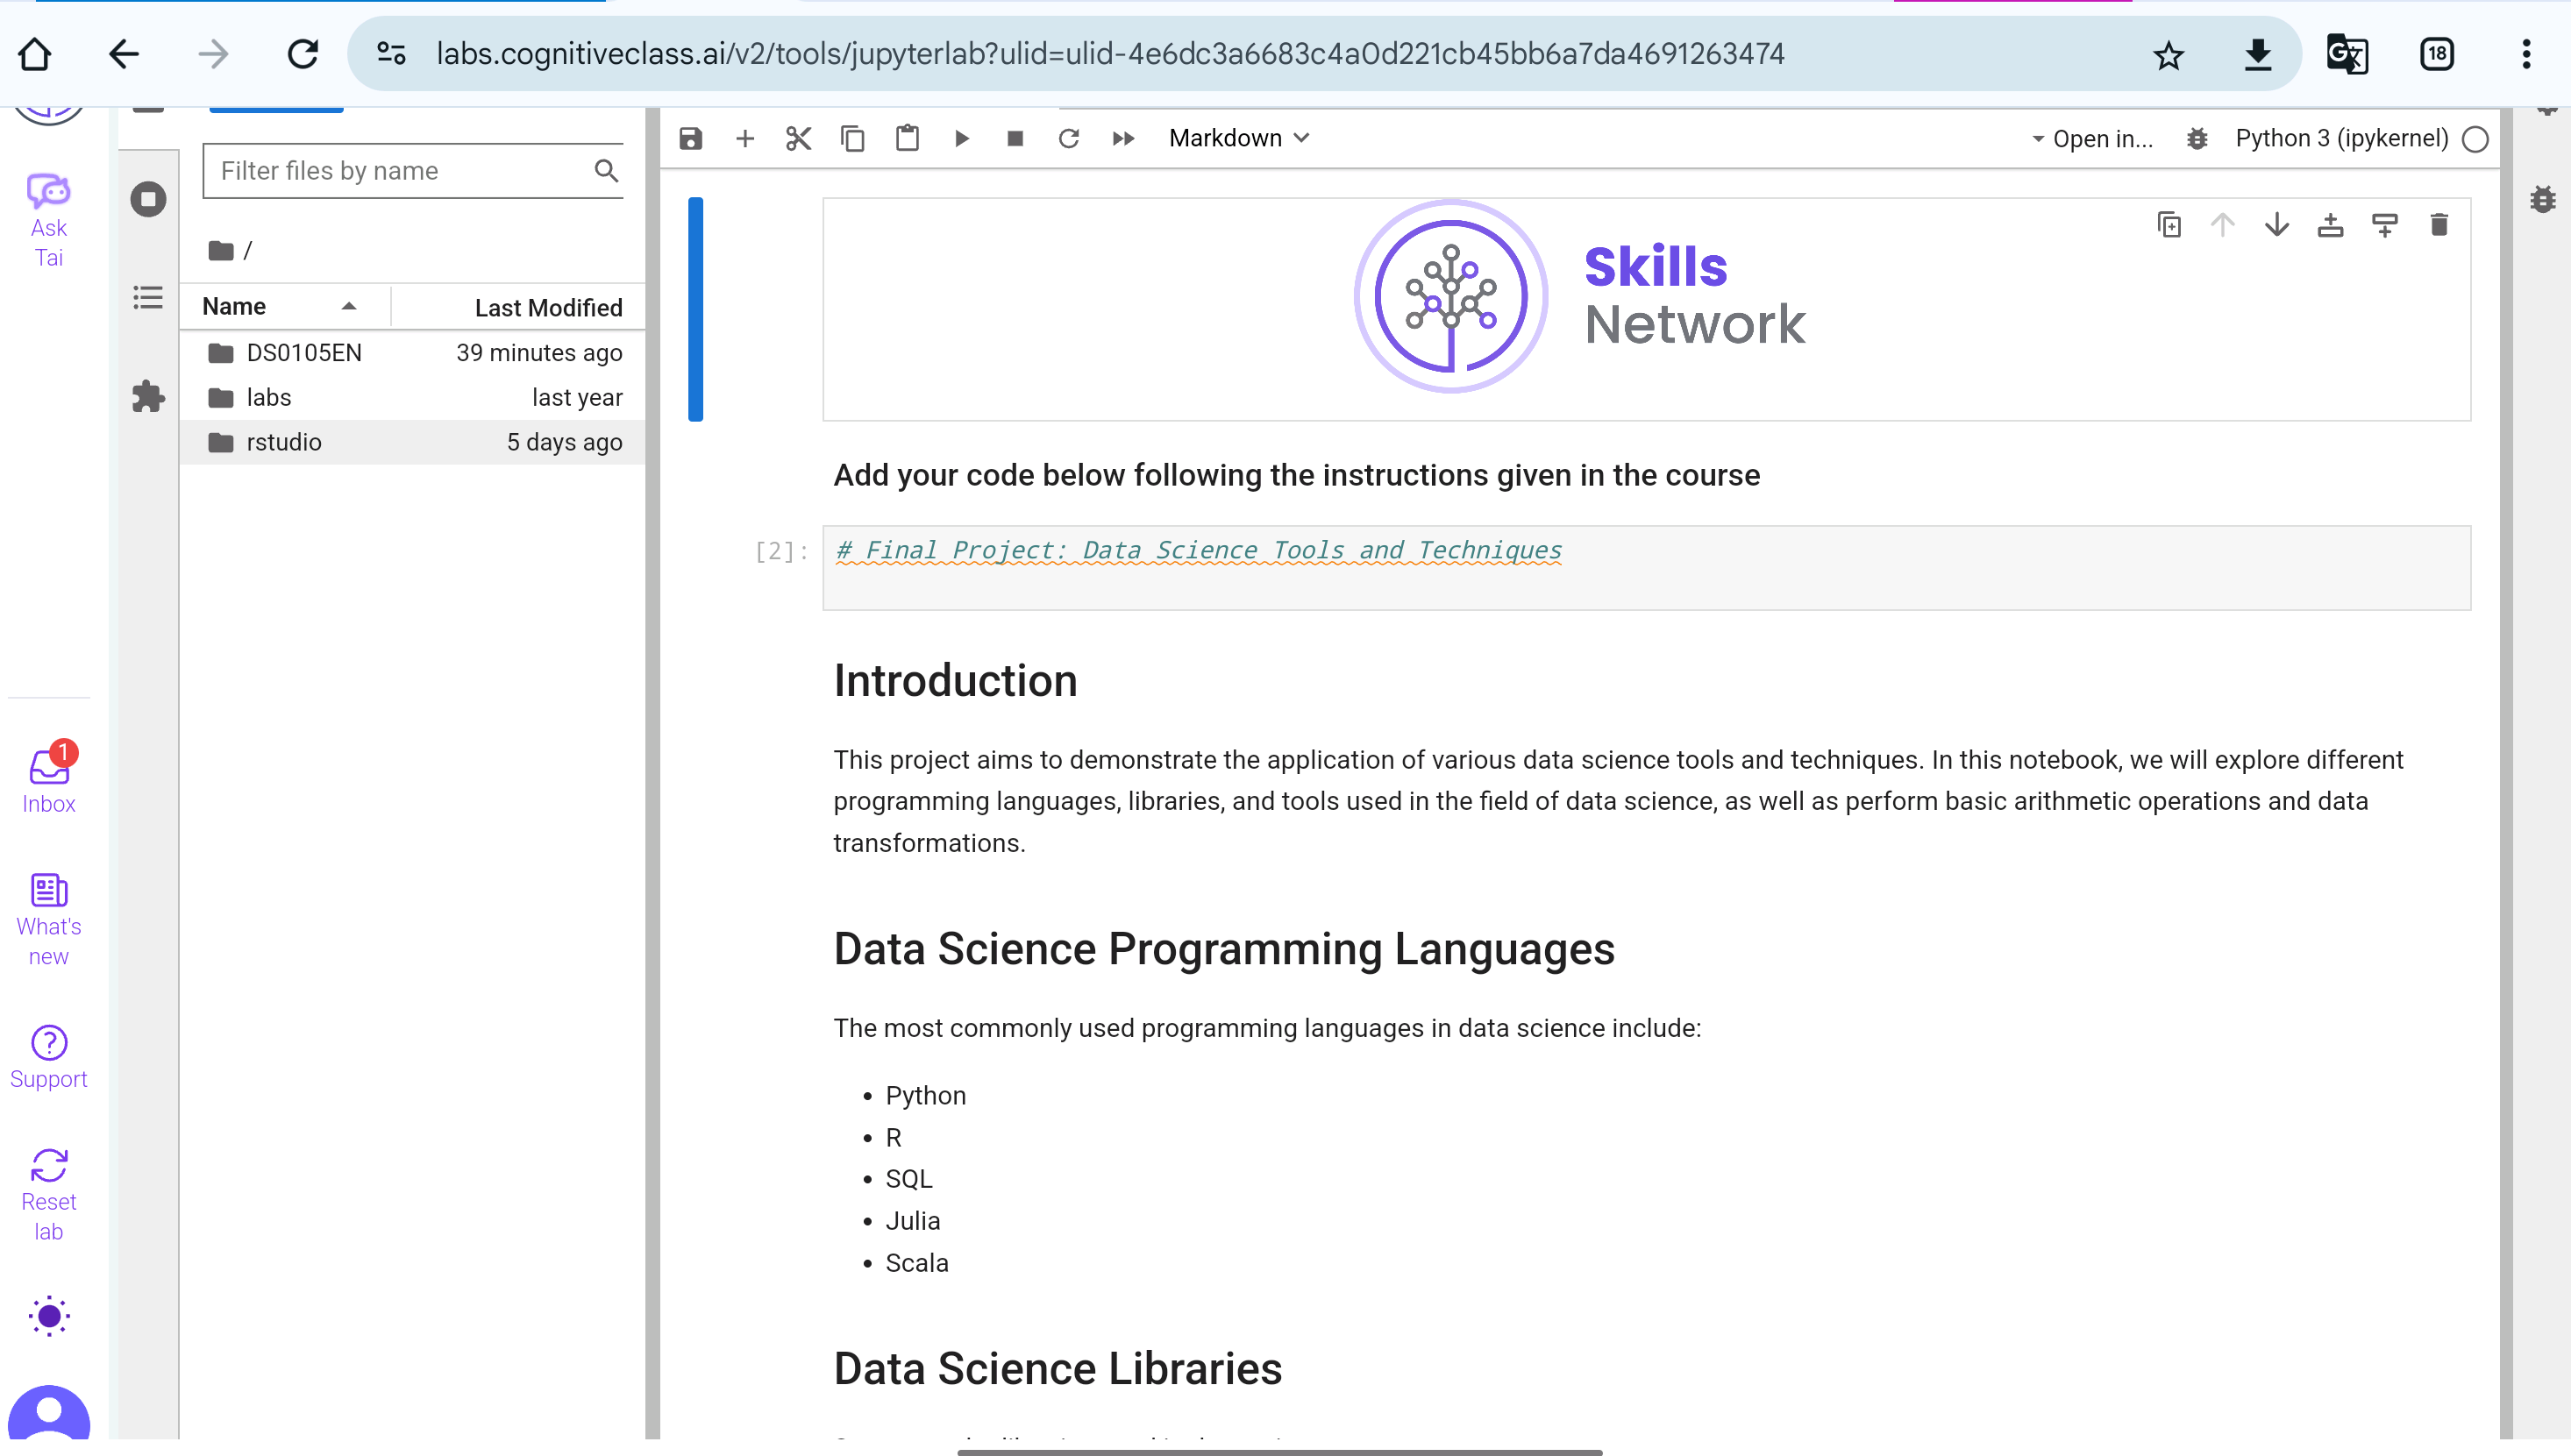 labs.cognitiveclass.ai/v2/tools/jupyterlab?ulid=ulid-4e6dc3a6683c4a0d221cb45bb6a7da4691263474
18
Ask
Tai
Inbox
1
What's
new
Support
Reset
lab
Filter files by name
/
Name Last Modified
DS0105EN 39 minutes ago
labs last year
rstudio 5 days ago
Markdown Open in... Python 3 (ipykernel)
Skills
Network
Add your code below following the instructions given in the course
[2]: # Final Project: Data Science Tools and Techniques
Introduction
This project aims to demonstrate the application of various data science tools and techniques. In this notebook, we will explore different
programming languages, libraries, and tools used in the field of data science, as well as perform basic arithmetic operations and data
transformations.
Data Science Programming Languages
The most commonly used programming languages in data science include:
• Python
• R
• SQL
• Julia
• Scala
Data Science Libraries